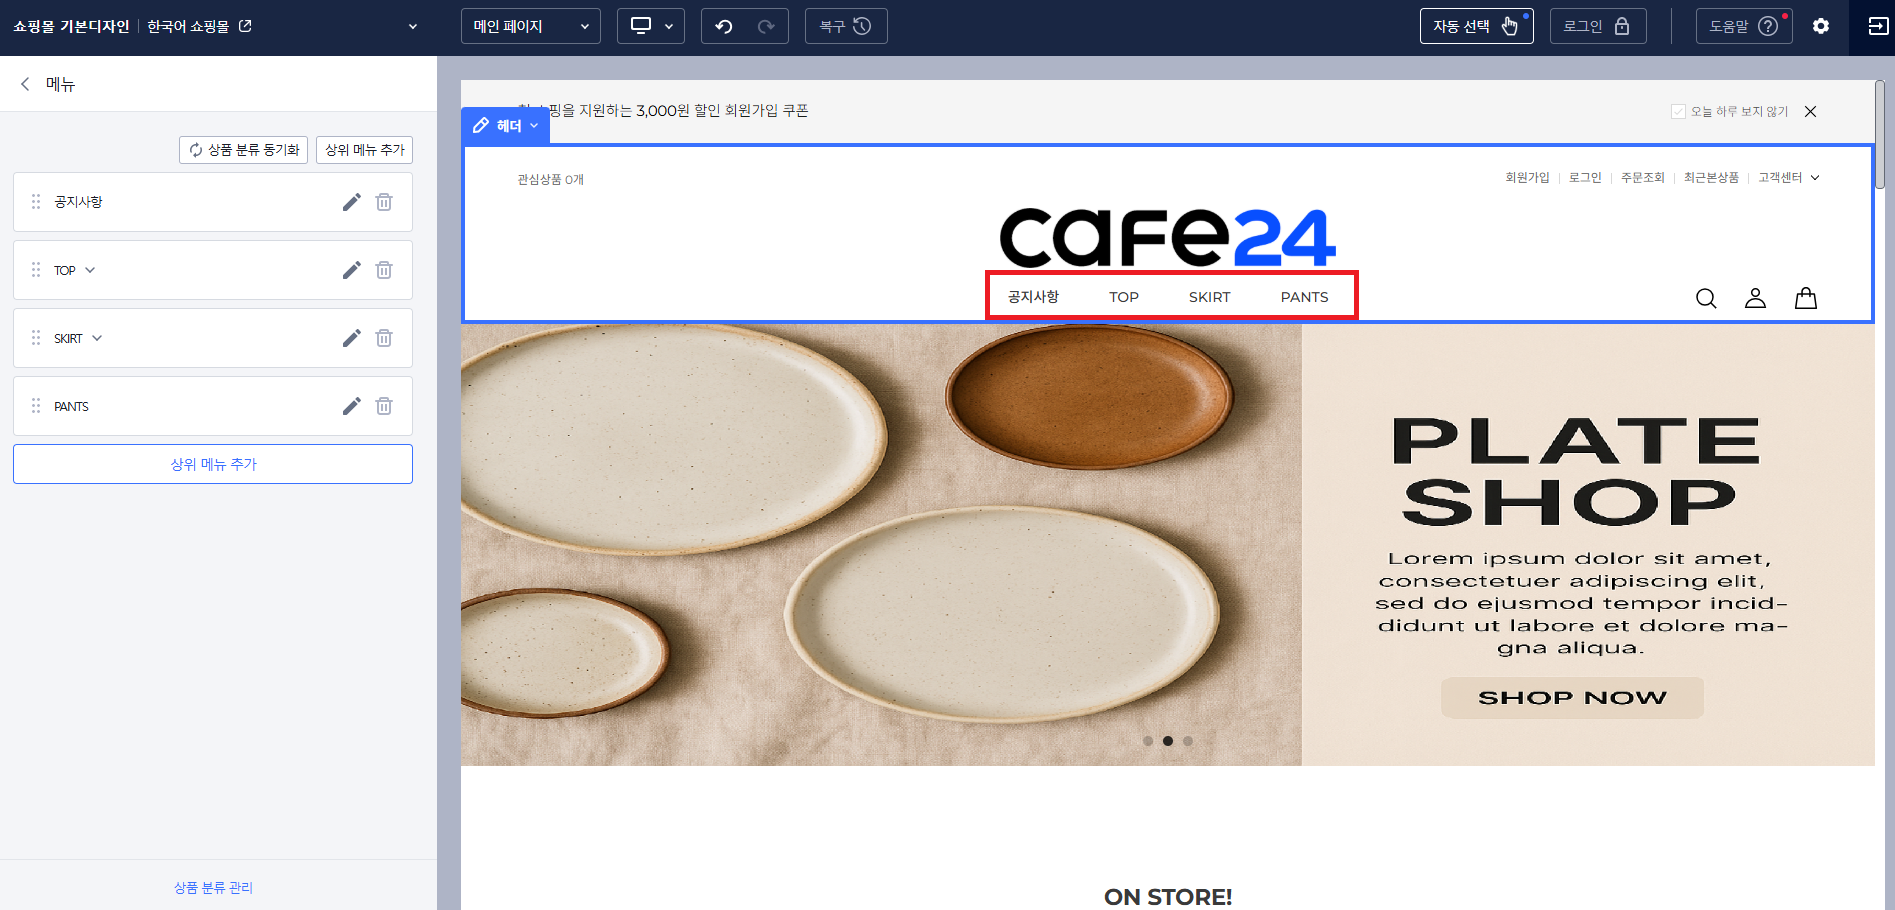 쇼핑몰 기본디자인 한국어 쇼핑몰
메인 페이지
복구
자동 선택
로그인
도움말
메뉴
상품 분류 동기화
상위 메뉴 추가
공지사항
TOP
SKIRT
PANTS
상위 메뉴 추가
상품 분류 관리
쇼핑을 지원하는 3,000원 할인 회원가입 쿠폰
오늘 하루 보지 않기
헤더
관심상품 0개
회원가입 로그인 주문조회 최근본상품 고객센터
cafe24
공지사항 TOP SKIRT PANTS
PLATE
SHOP
Lorem ipsum dolor sit amet,
consectetuer adipiscing elit,
sed do ejusmod tempor incid-
didunt ut labore et dolore ma-
gna aliqua.
SHOP NOW
ON STORE!